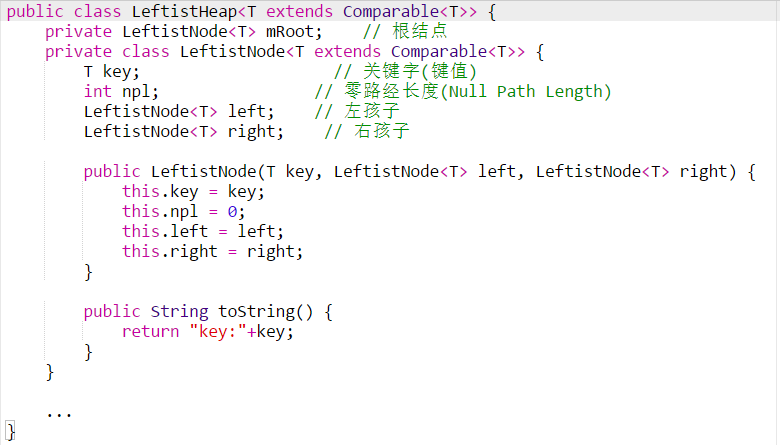 public class LeftistHeap<T extends Comparable<T>> {
    private LeftistNode<T> mRoot;    // 根结点
    private class LeftistNode<T extends Comparable<T>> {
        T key;                    // 关键字(键值)
        int npl;                // 零路经长度(Null Path Length)
        LeftistNode<T> left;    // 左孩子
        LeftistNode<T> right;    // 右孩子
        public LeftistNode(T key, LeftistNode<T> left, LeftistNode<T> right) {
            this.key = key;
            this.npl = 0;
            this.left = left;
            this.right = right;
        }
        public String toString() {
            return "key:"+key;
        }
    }
    ...
}